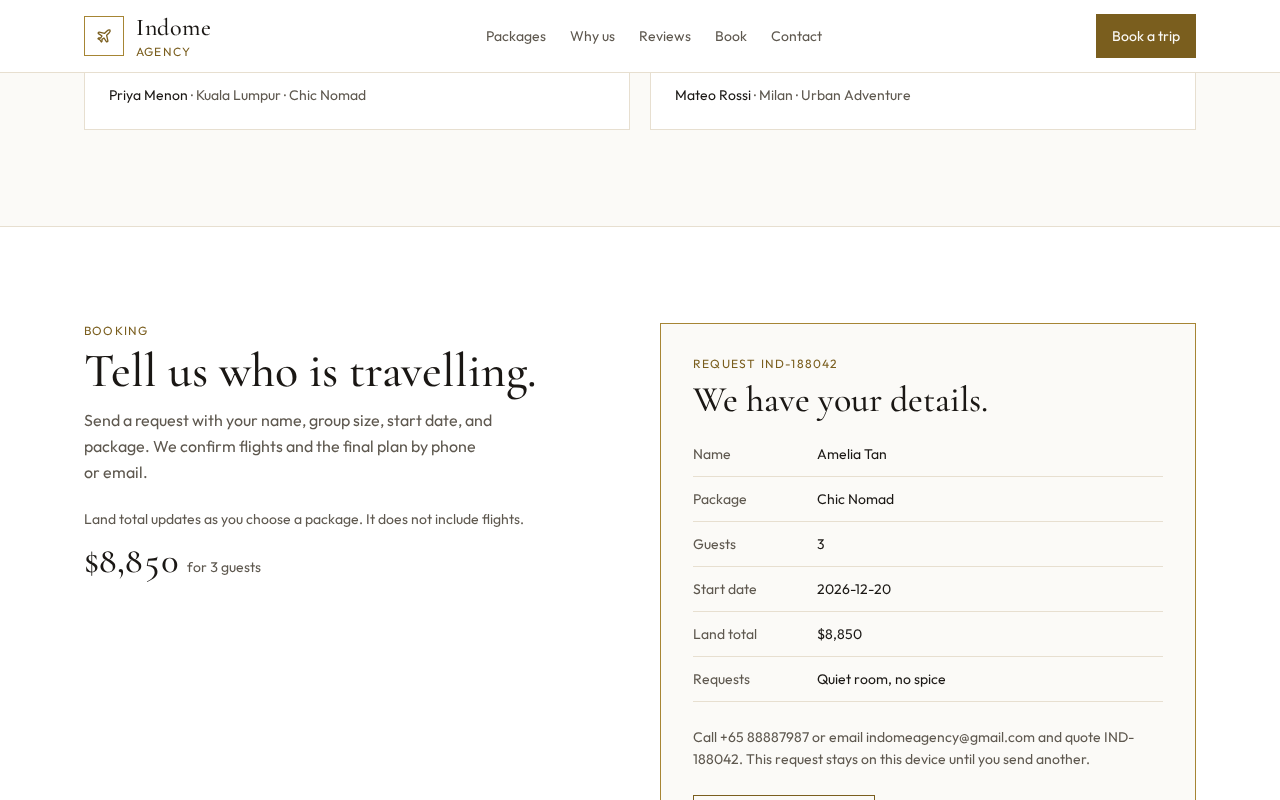 Indome
AGENCY
Packages
Why us
Reviews
Book
Contact
Book a trip
Priya Menon · Kuala Lumpur · Chic Nomad
Mateo Rossi · Milan · Urban Adventure
BOOKING
Tell us who is travelling.
Send a request with your name, group size, start date, and
package. We confirm flights and the final plan by phone
or email.
Land total updates as you choose a package. It does not include flights.
$8,850 for 3 guests
REQUEST IND-188042
We have your details.
Name Amelia Tan
Package Chic Nomad
Guests 3
Start date 2026-12-20
Land total $8,850
Requests Quiet room, no spice
Call +65 88887987 or email indomeagency@gmail.com and quote IND-
188042. This request stays on this device until you send another.